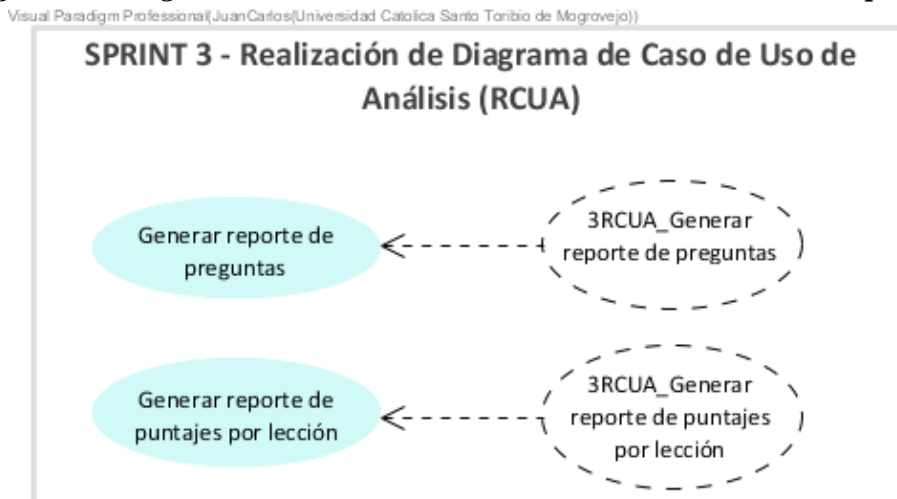 Visual Paradigm Professional(JuanCarlos(Universidad Catolica Santo Toribio de Mogrovejo))
SPRINT 3 - Realización de Diagrama de Caso de Uso de
Análisis (RCUA)
Generar reporte de
preguntas
3RCUA_Generar
reporte de preguntas
Generar reporte de
puntajes por lección
3RCUA_Generar
reporte de puntajes
por lección